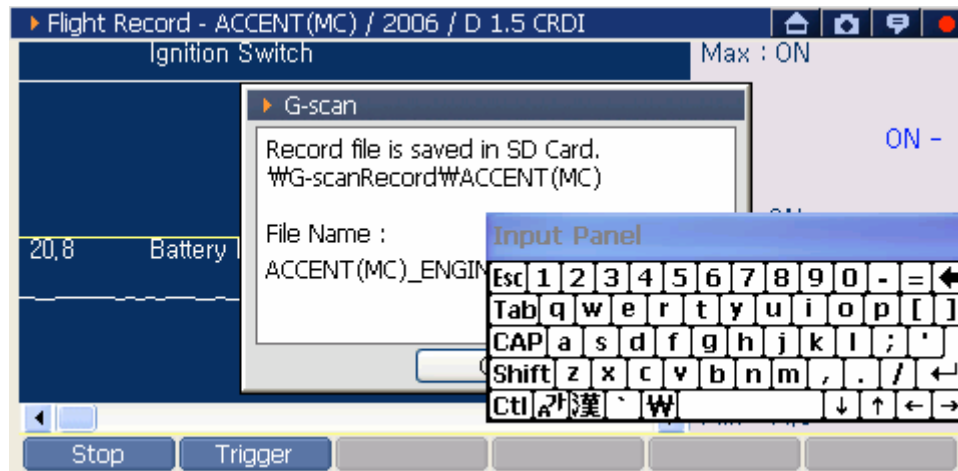 Flight Record - ACCENT(MC) / 2006 / D 1.5 CRDI
Ignition Switch
Max : ON
ON -
G-scan
Record file is saved in SD Card.
₩G-scanRecord₩ACCENT(MC)
File Name :
ACCENT(MC)_ENGIN
20,8 Battery
Input Panel
Esc 1 2 3 4 5 6 7 8 9 0 - =
Tab q w e r t y u i o p [ ]
CAP a s d f g h j k l ; '
Shift z x c v b n m , . /
Ctl 가 漢 ` ₩
Stop
Trigger